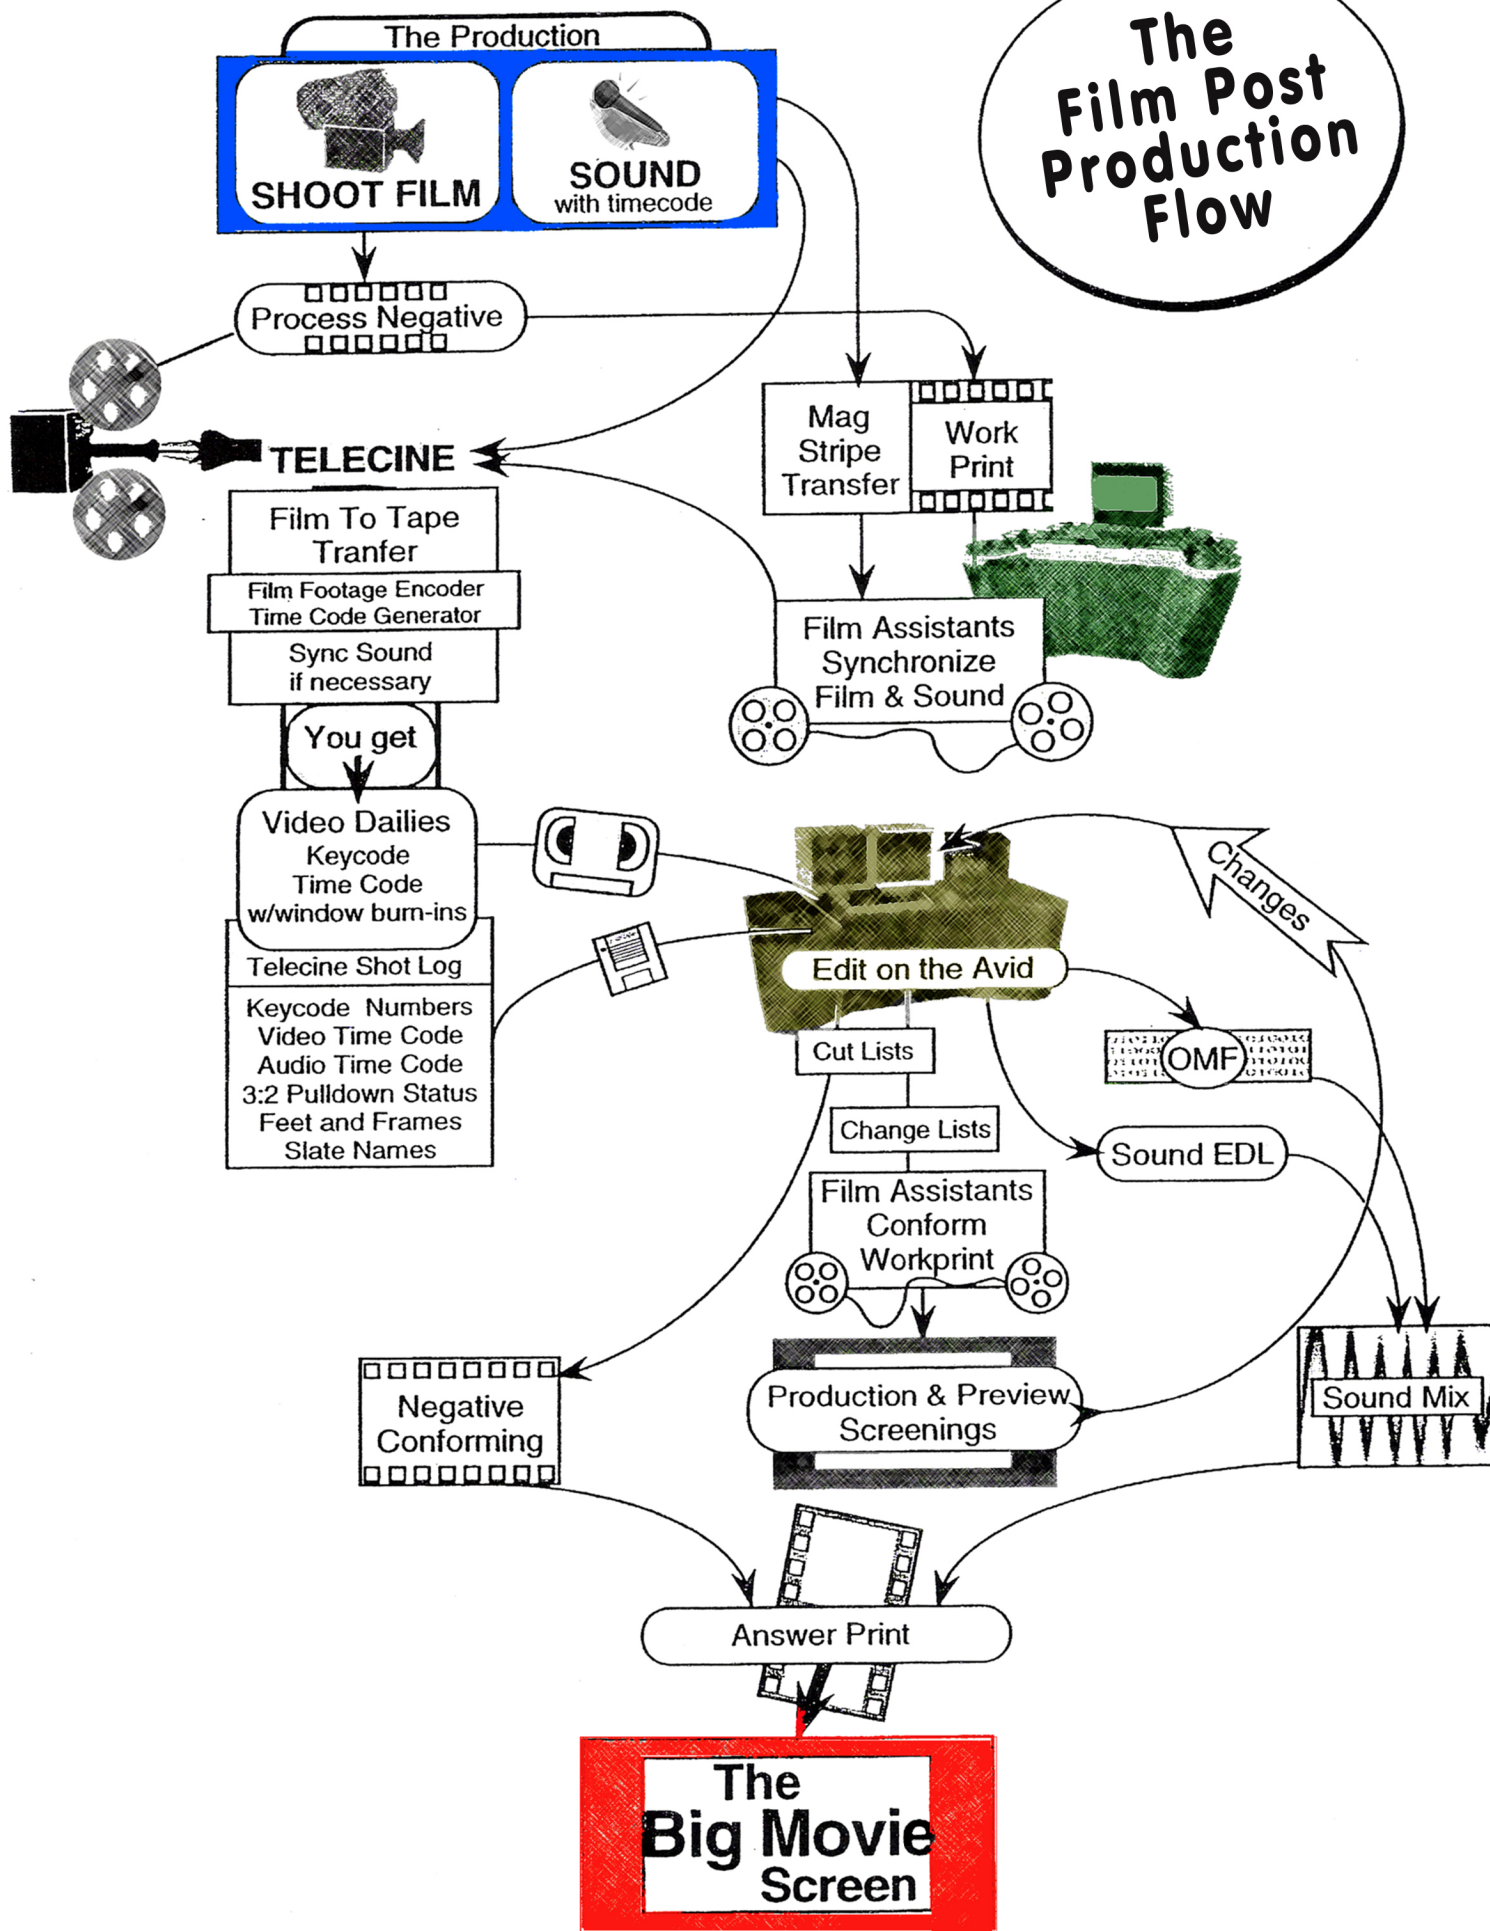 The
Film Post
Production
Flow
The Production
SHOOT FILM
SOUND
with timecode
Process Negative
Mag
Stripe
Transfer
Work
Print
TELECINE
Film To Tape
Tranfer
Film Footage Encoder
Time Code Generator
Sync Sound
if necessary
You get
Film Assistants
Synchronize
Film & Sound
Video Dailies
Keycode
Time Code
w/window burn-ins
Telecine Shot Log
Keycode Numbers
Video Time Code
Audio Time Code
3:2 Pulldown Status
Feet and Frames
Slate Names
Changes
Edit on the Avid
Cut Lists
OMF
Change Lists
Sound EDL
Film Assistants
Conform
Workprint
Negative
Conforming
Production & Preview
Screenings
Sound Mix
Answer Print
The
Big Movie
Screen